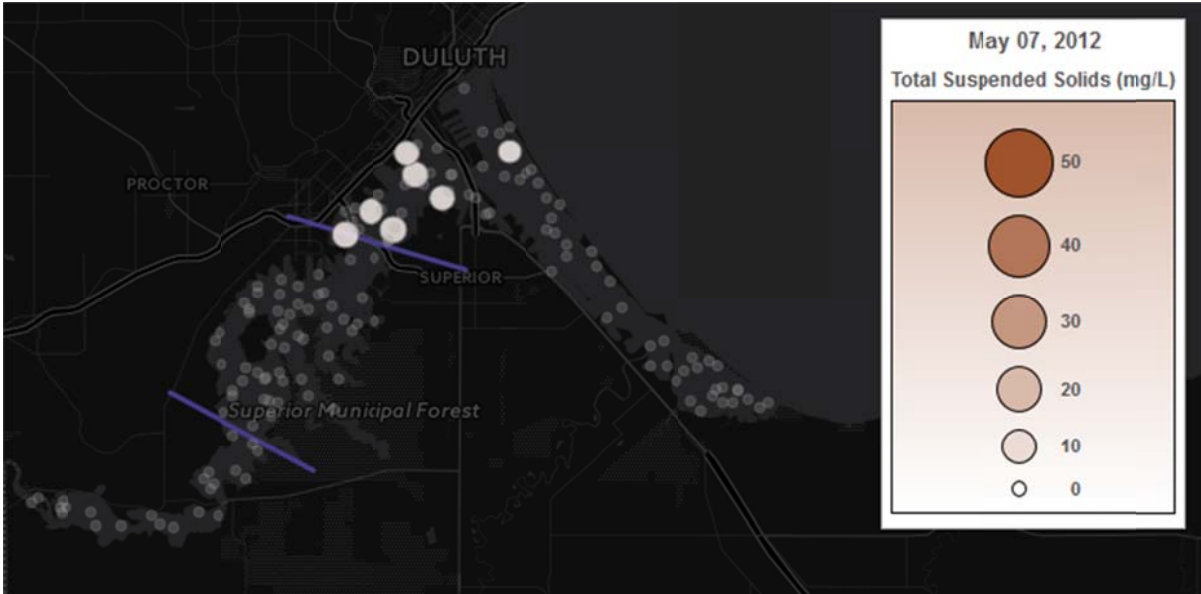 DULUTH
PROCTOR
SUPERIOR
Superior Municipal Forest
May 07, 2012
Total Suspended Solids (mg/L)
50
40
30
20
10
0